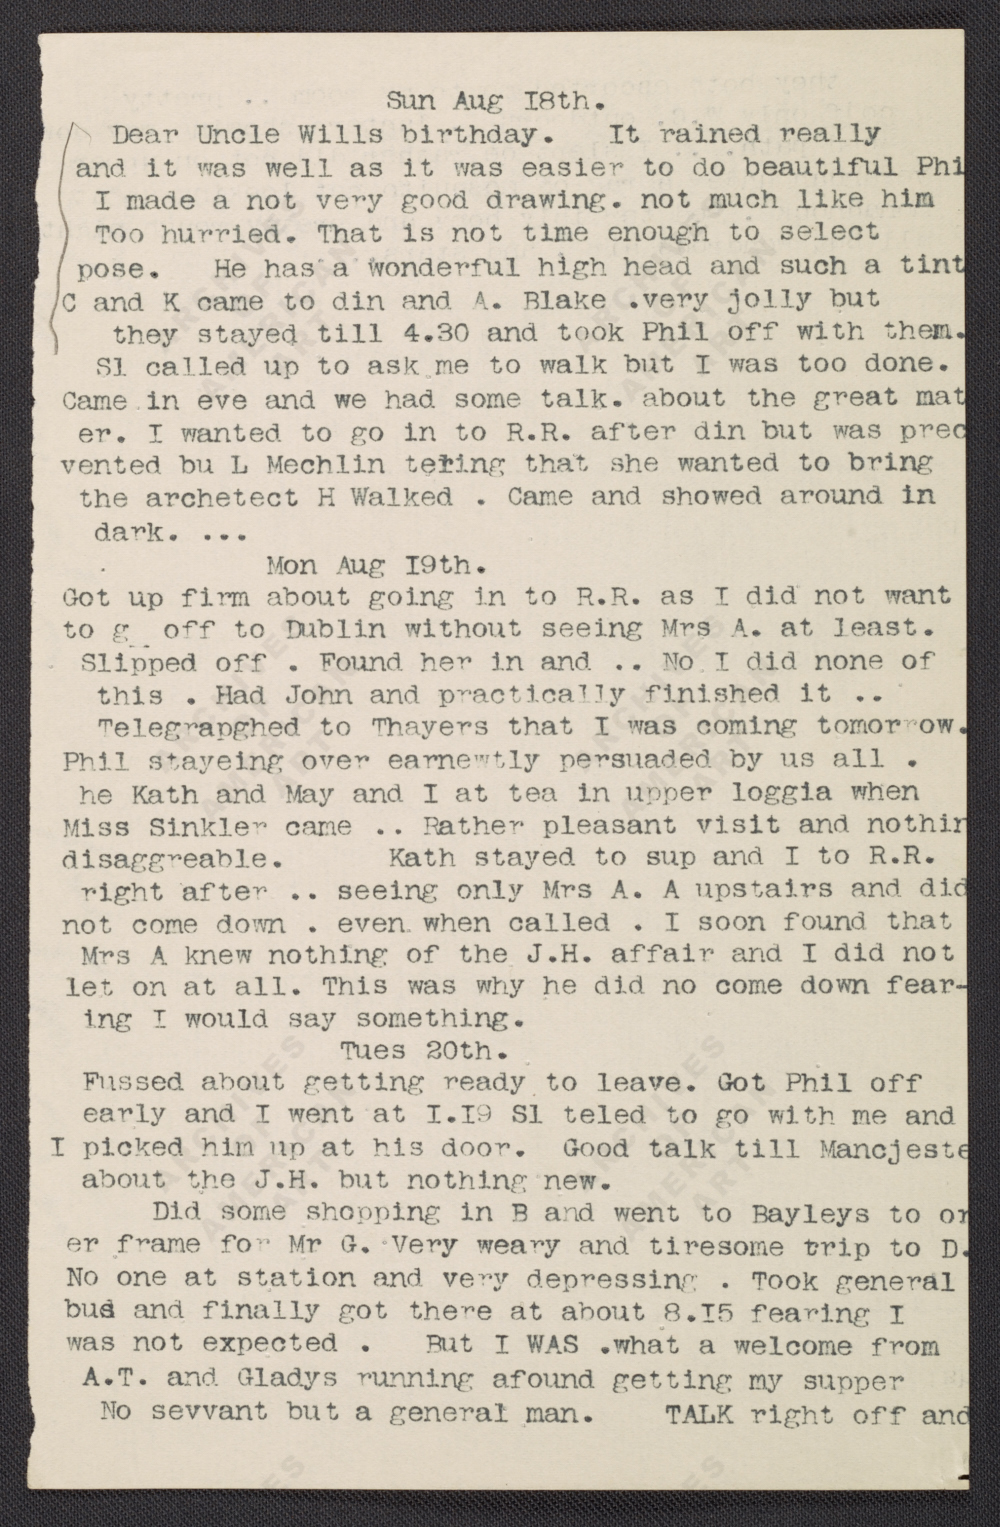 Sun Aug I8th.
Dear Uncle Wills birthday. It rained really
and it was well as it was easier to do beautiful Phi
I made a not very good drawing. not much like him
Too hurried. That is not time enough to select
pose. He has a wonderful high head and such a tint
C and K came to din and A. Blake .very jolly but
they stayed till 4.30 and took Phil off with them.
Sl called up to ask me to walk but I was too done.
Came in eve and we had some talk. about the great mat
er. I wanted to go in to R.R. after din but was prec
vented bu L Mechlin teling that she wanted to bring
the archetect H Walked . Came and showed around in
dark. ...
Mon Aug I9th.
Got up firm about going in to R.R. as I did not want
to g off to Dublin without seeing Mrs A. at least.
Slipped off . Found her in and .. No I did none of
this . Had John and practically finished it ..
Telegrapghed to Thayers that I was coming tomorrow.
Phil stayeing over earnewtly persuaded by us all .
he Kath and May and I at tea in upper loggia when
Miss Sinkler came .. Rather pleasant visit and nothin
disaggreable. Kath stayed to sup and I to R.R.
right after .. seeing only Mrs A. A upstairs and did
not come down . even when called . I soon found that
Mrs A knew nothing of the J.H. affair and I did not
let on at all. This was why he did no come down fear-
ing I would say something.
Tues 20th.
Fussed about getting ready to leave. Got Phil off
early and I went at I.I9 Sl teled to go with me and
I picked him up at his door. Good talk till Mancjeste
about the J.H. but nothing new.
Did some shopping in B and went to Bayleys to or
er frame for Mr G. Very weary and tiresome trip to D.
No one at station and very depressing . Took general
bus and finally got there at about 8.I5 fearing I
was not expected . But I WAS .what a welcome from
A.T. and Gladys running afound getting my supper
No sevvant but a general man. TALK right off and